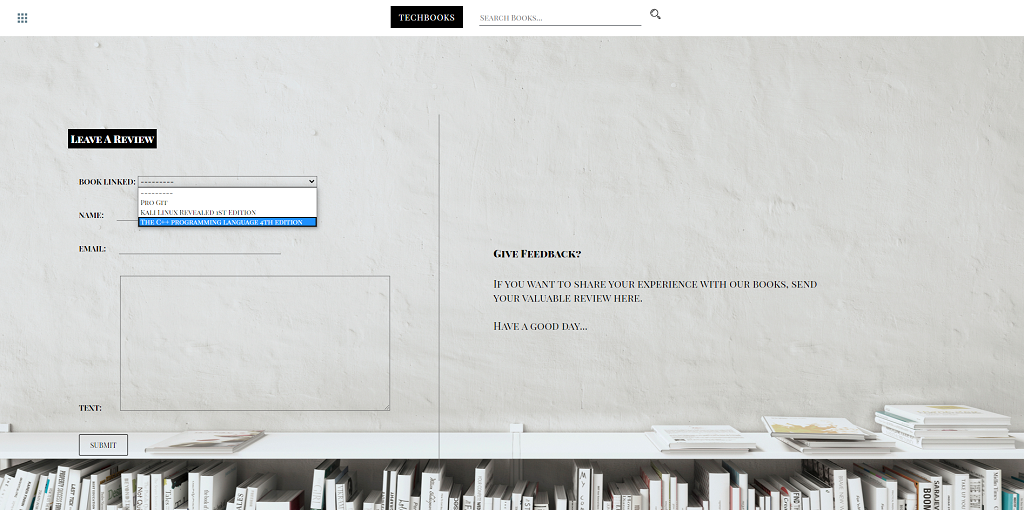 TECHBOOKS
Search Books...
Leave A Review
Book linked: ---------
---------
Pro Git
Kali Linux Revealed 1st Edition
The C++ programming language 4th edition
Name:
Email:
Text:
Submit
Give Feedback?
If you want to share your experience with our books, send
your valuable review here.
Have a good day...